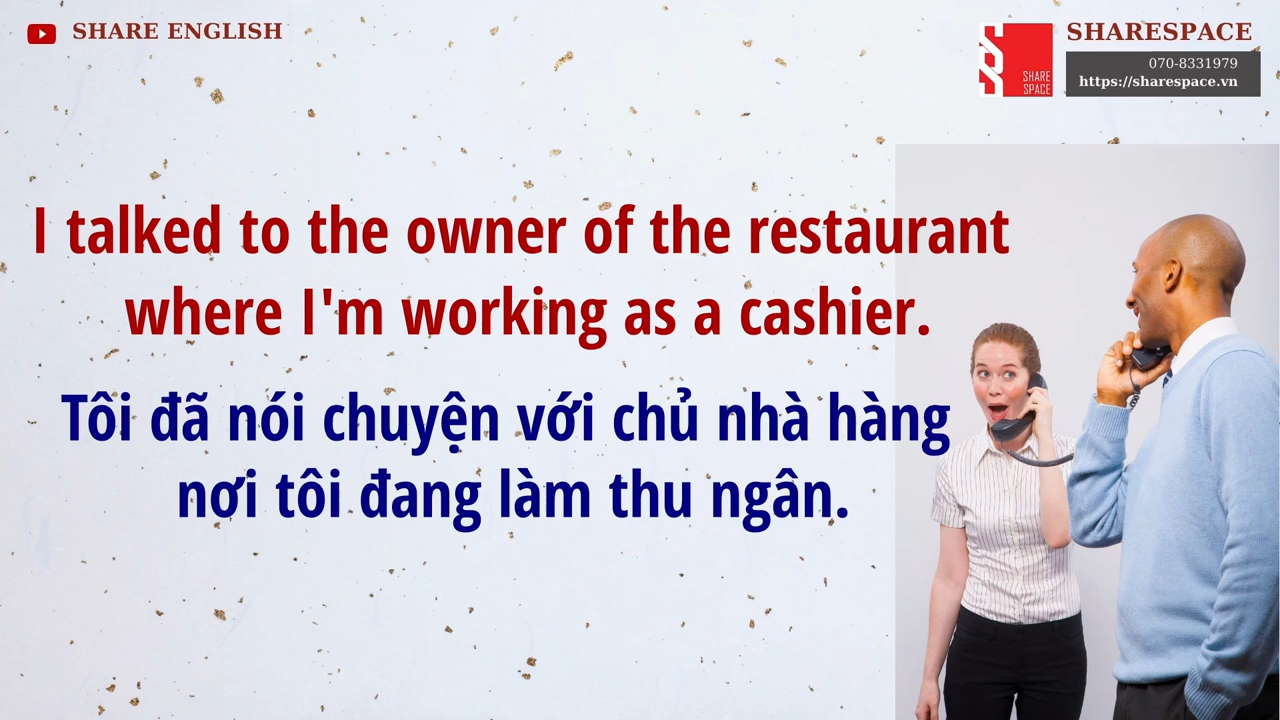 SHARE ENGLISH
SHARESPACE
070-8331979
https://sharespace.vn
SHARE
SPACE
I talked to the owner of the restaurant
where I'm working as a cashier.
Tôi đã nói chuyện với chủ nhà hàng
nơi tôi đang làm thu ngân.